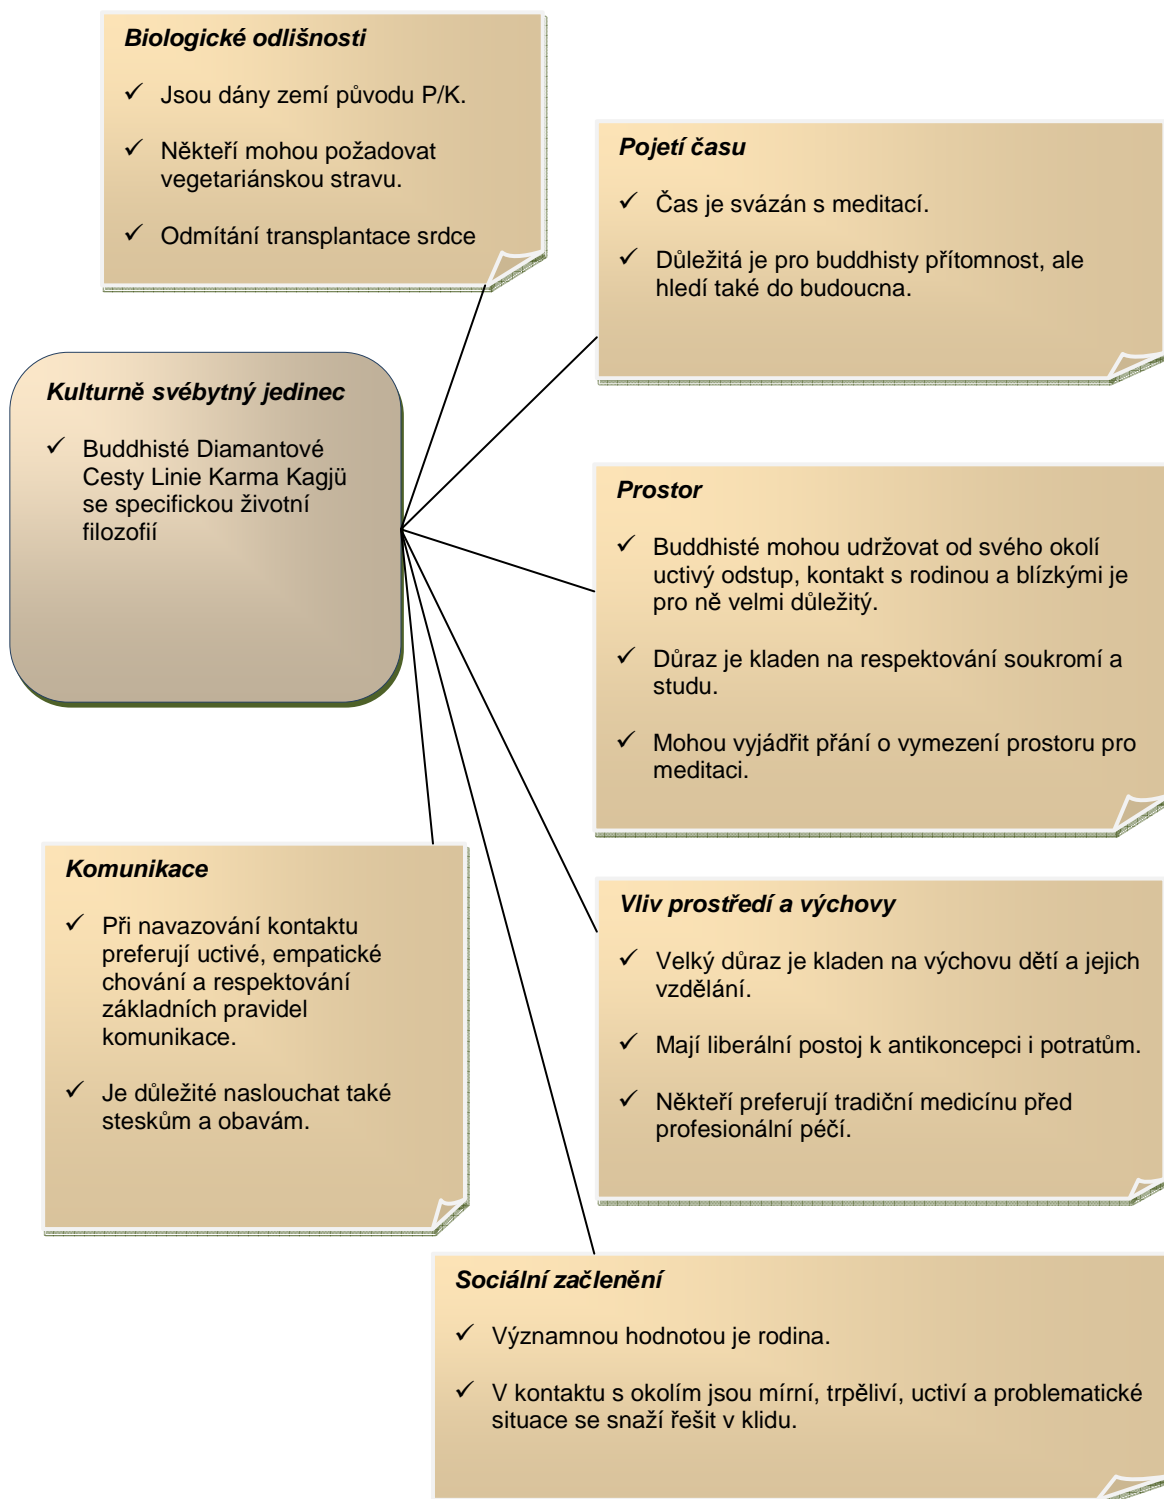 Biologické odlišnosti
✓ Jsou dány zemí původu P/K.
✓ Někteří mohou požadovat
vegetariánskou stravu.
✓ Odmítání transplantace srdce
Pojetí času
✓ Čas je svázán s meditací.
✓ Důležitá je pro buddhisty přítomnost, ale
hledí také do budoucna.
Kulturně svébytný jedinec
✓ Buddhisté Diamantové
Cesty Linie Karma Kagjü
se specifickou životní
filozofií
Prostor
✓ Buddhisté mohou udržovat od svého okolí
uctivý odstup, kontakt s rodinou a blízkými je
pro ně velmi důležitý.
✓ Důraz je kladen na respektování soukromí a
studu.
✓ Mohou vyjádřit přání o vymezení prostoru pro
meditaci.
Komunikace
✓ Při navazování kontaktu
preferují uctivé, empatické
chování a respektování
základních pravidel
komunikace.
✓ Je důležité naslouchat také
steskům a obavám.
Vliv prostředí a výchovy
✓ Velký důraz je kladen na výchovu dětí a jejich
vzdělání.
✓ Mají liberální postoj k antikoncepci i potratům.
✓ Někteří preferují tradiční medicínu před
profesionální péčí.
Sociální začlenění
✓ Významnou hodnotou je rodina.
✓ V kontaktu s okolím jsou mírní, trpěliví, uctiví a problematické
situace se snaží řešit v klidu.